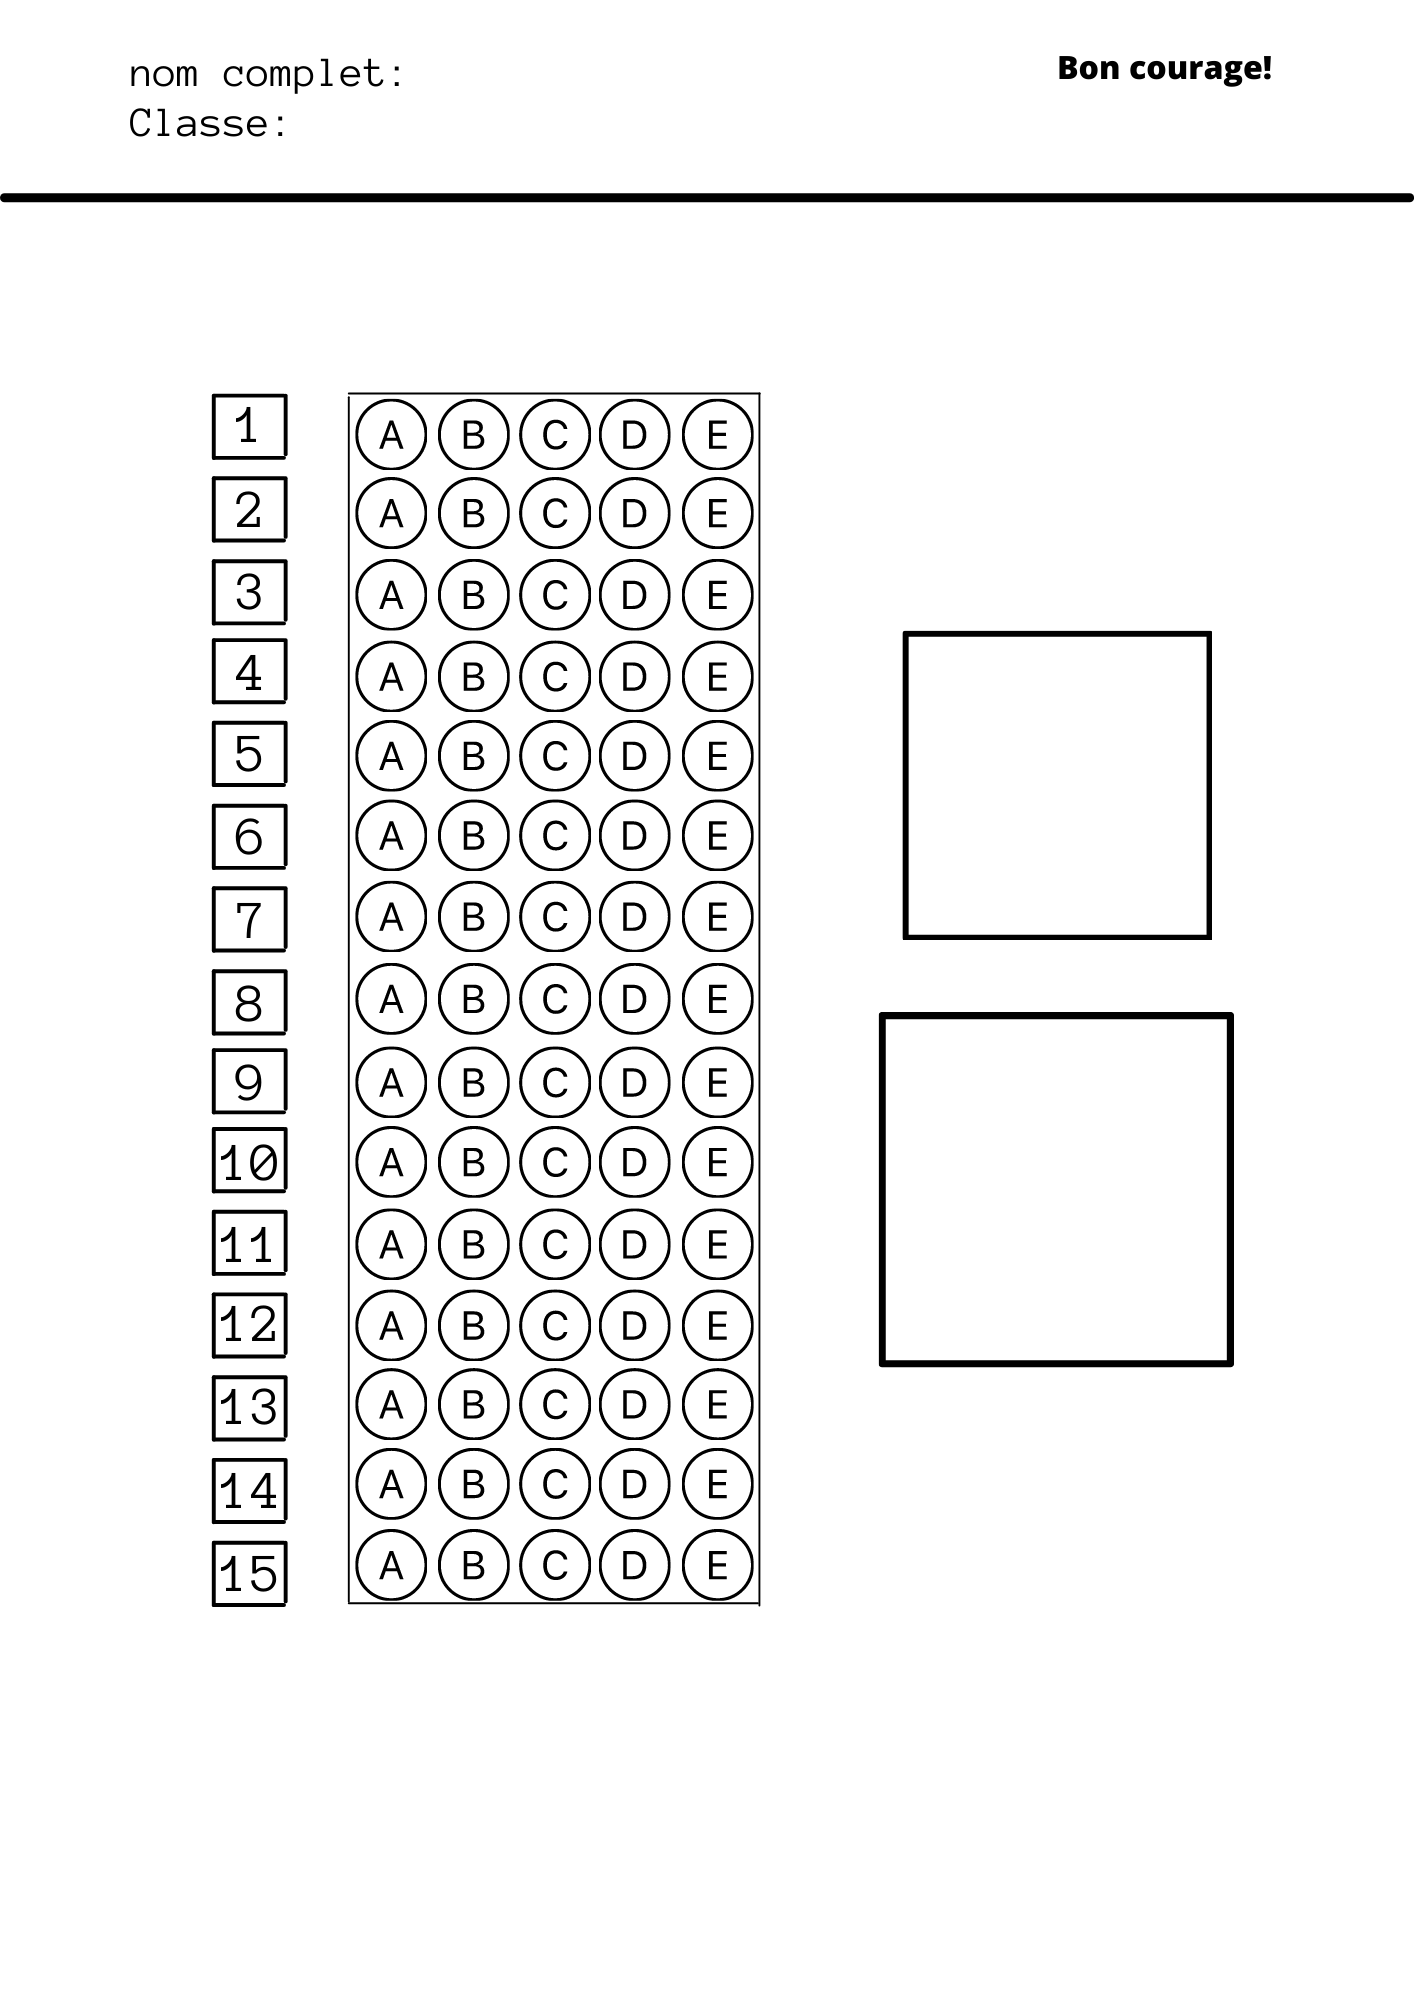 nom complet:
Bon courage!
Classe:
1 A B C D E
2 A B C D E
3 A B C D E
4 A B C D E
5 A B C D E
6 A B C D E
7 A B C D E
8 A B C D E
9 A B C D E
10 A B C D E
11 A B C D E
12 A B C D E
13 A B C D E
14 A B C D E
15 A B C D E